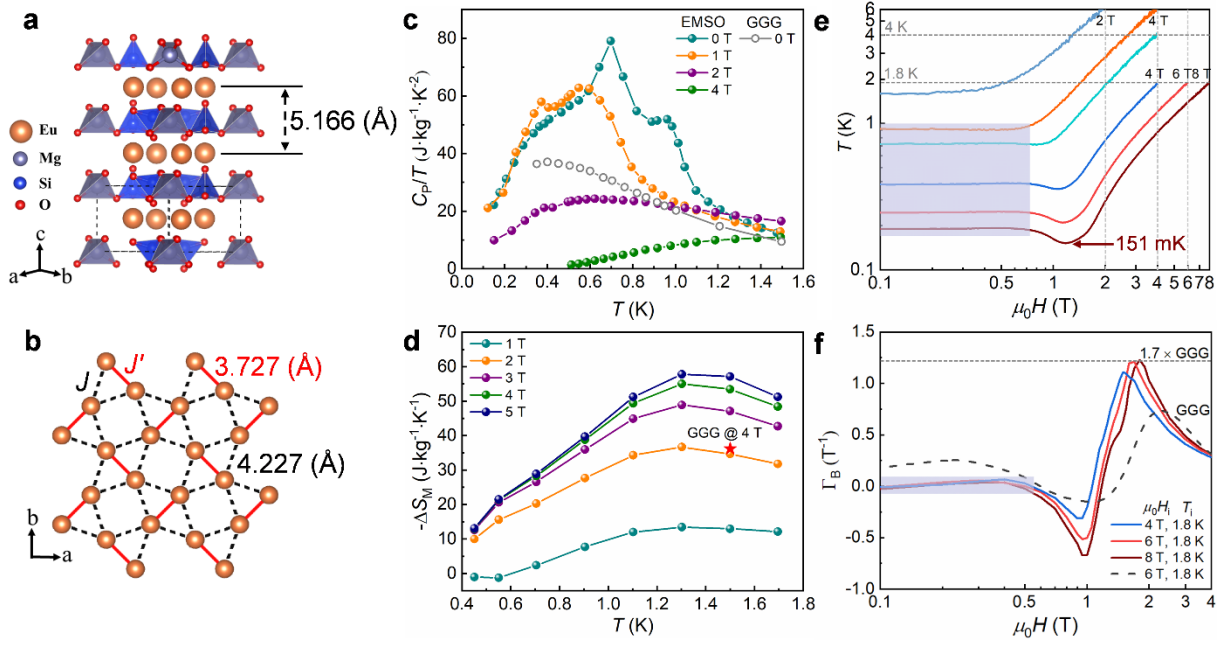 a
5.166 (Å)
Eu
Mg
Si
O
c
a
b
b
J
J'
3.727 (Å)
4.227 (Å)
b
a
c
EMSO
0 T
1 T
2 T
4 T
GGG
0 T
80
60
40
20
0
C_P/T (J·kg⁻¹·K⁻²)
0.0 0.2 0.4 0.6 0.8 1.0 1.2 1.4 1.6
T (K)
d
1 T
2 T
3 T
4 T
5 T
GGG @ 4 T
70
60
50
40
30
20
10
0
-ΔS_M (J·kg⁻¹·K⁻¹)
0.4 0.6 0.8 1.0 1.2 1.4 1.6 1.8
T (K)
e
6
5
4
3
2
1
0.1
T (K)
4 K
1.8 K
2 T
4 T
4 T 6 T 8 T
151 mK
0.1 1 2 3 4 5 6 7 8
μ₀H (T)
f
1.5
1.0
0.5
0.0
-0.5
-1.0
Γ_B (T⁻¹)
1.7 × GGG
GGG
μ₀H_i T_i
4 T, 1.8 K
6 T, 1.8 K
8 T, 1.8 K
6 T, 1.8 K
0.1 0.5 1 2 3 4
μ₀H (T)